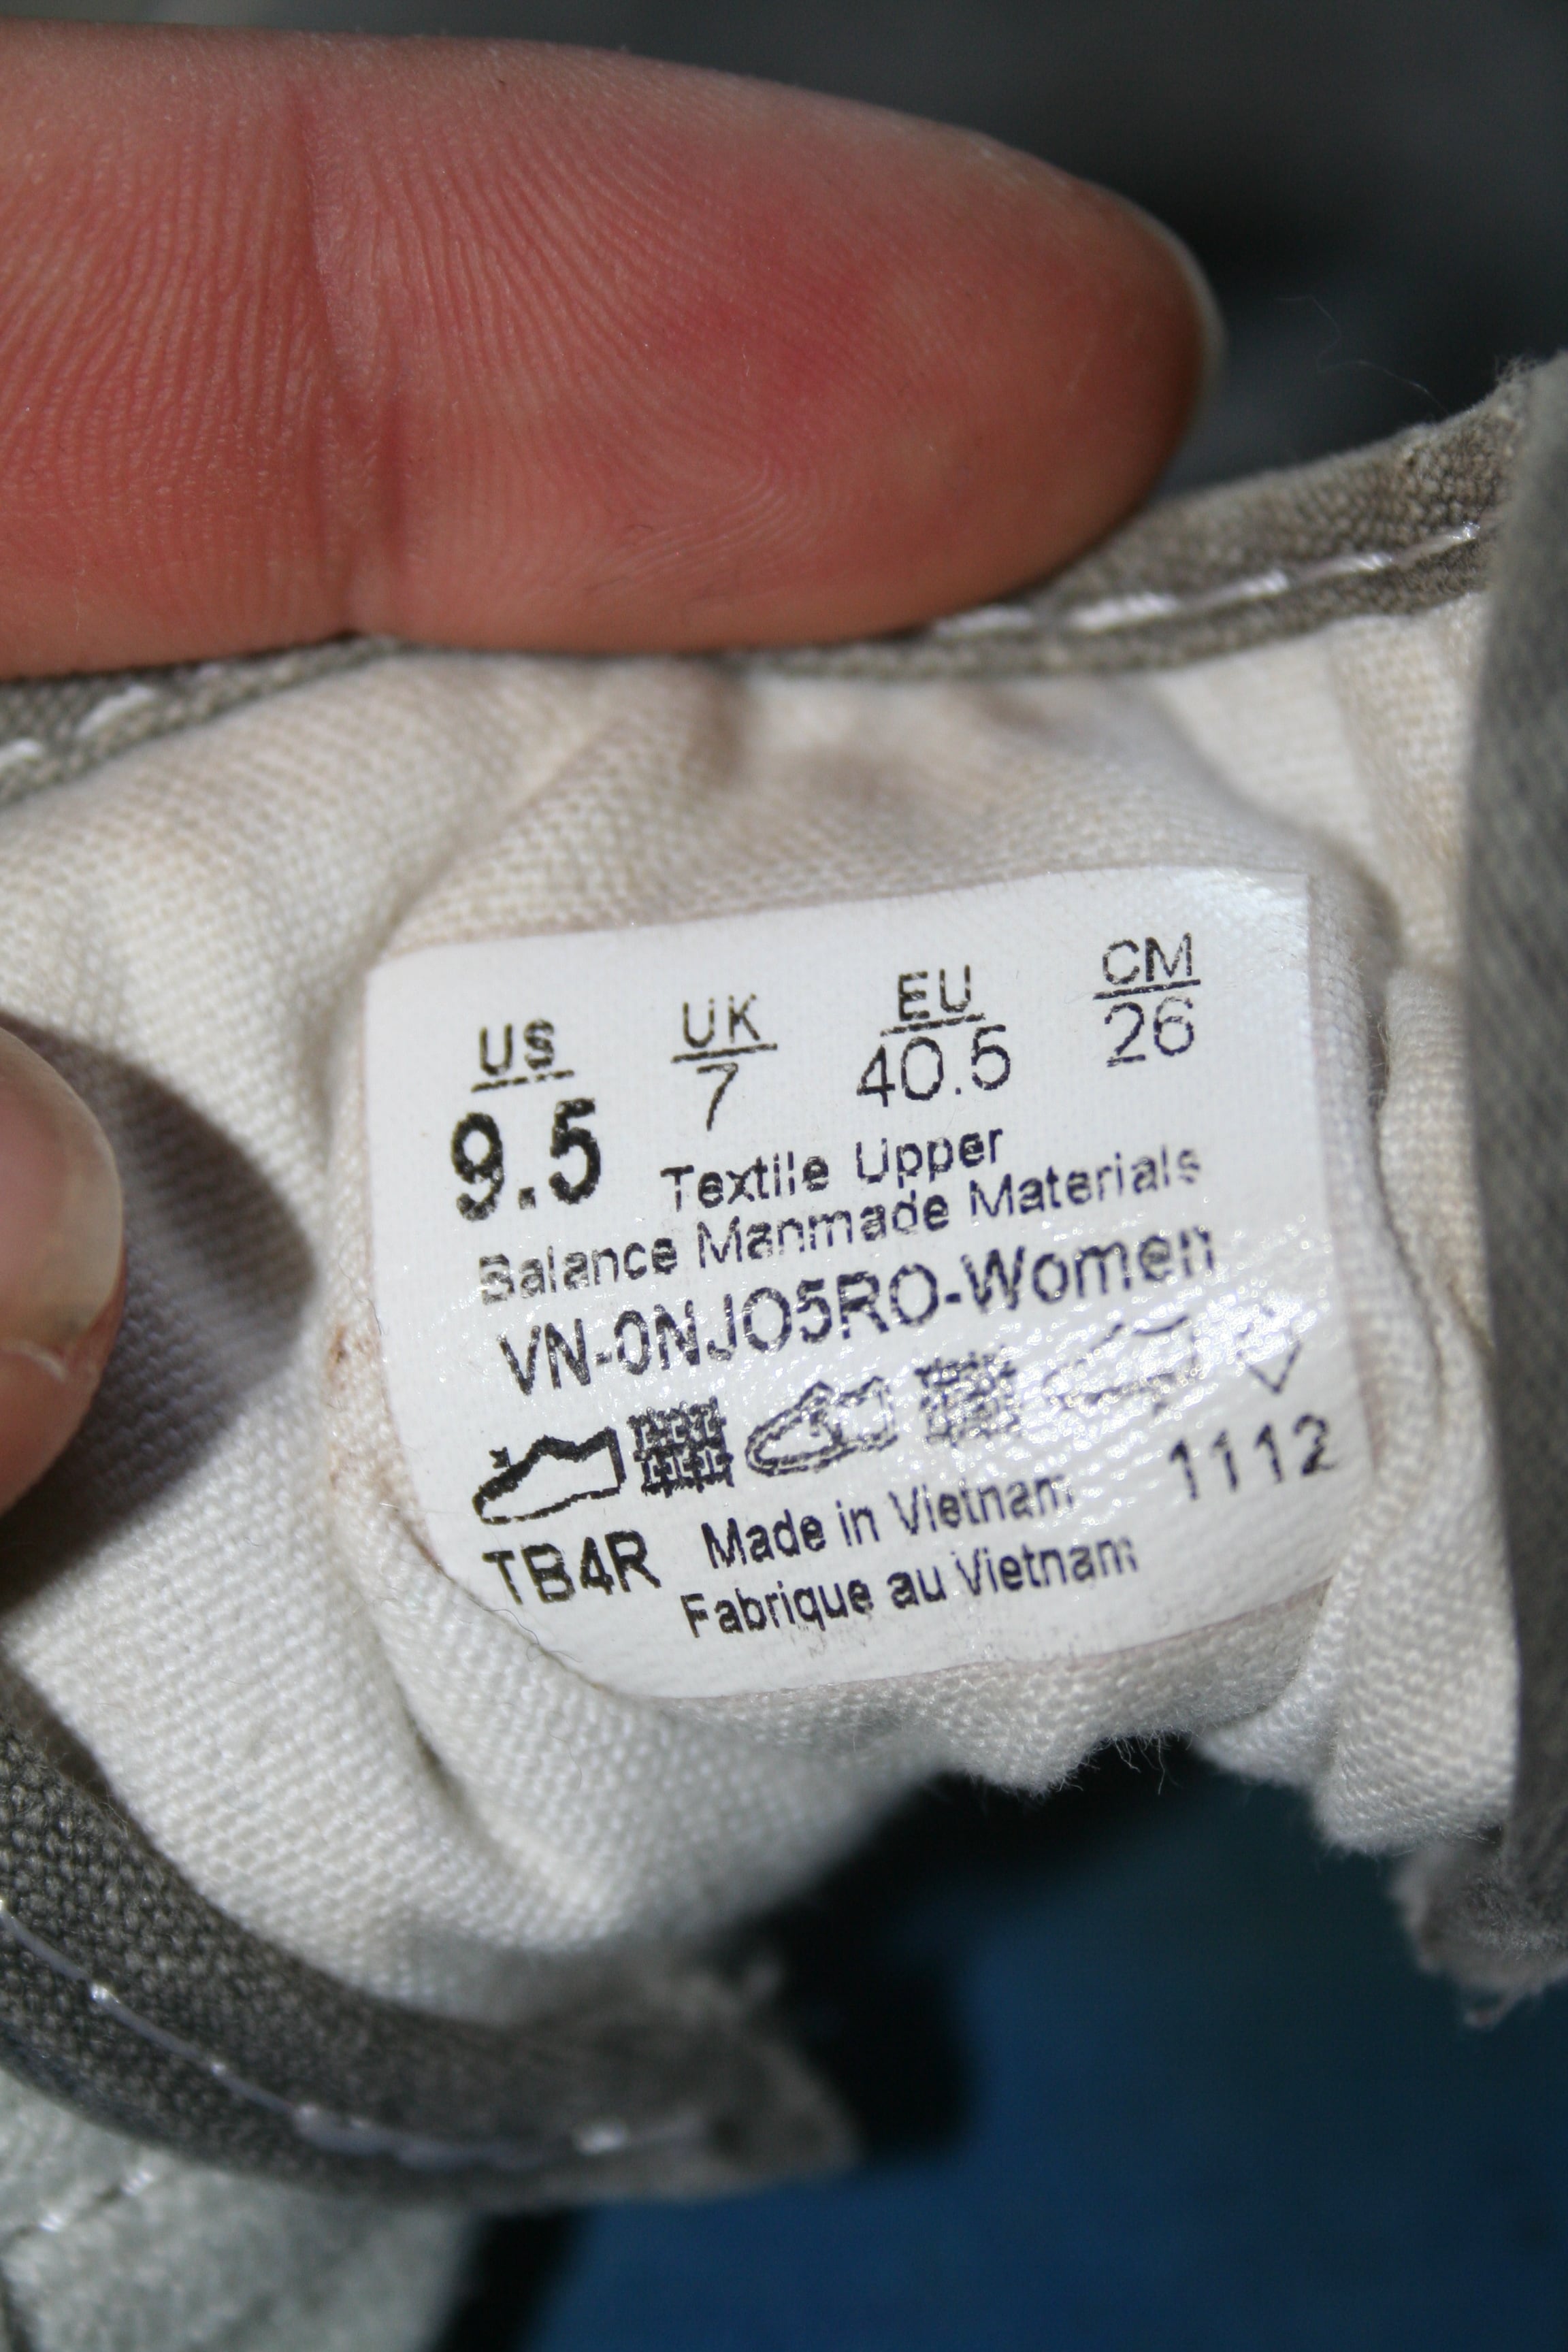 US UK EU CM
9.5 7 40.5 26
Textile Upper
Balance Manmade Materials
VN-0NJO5RO-Women
TB4R Made in Vietnam 1112
Fabrique au Vietnam